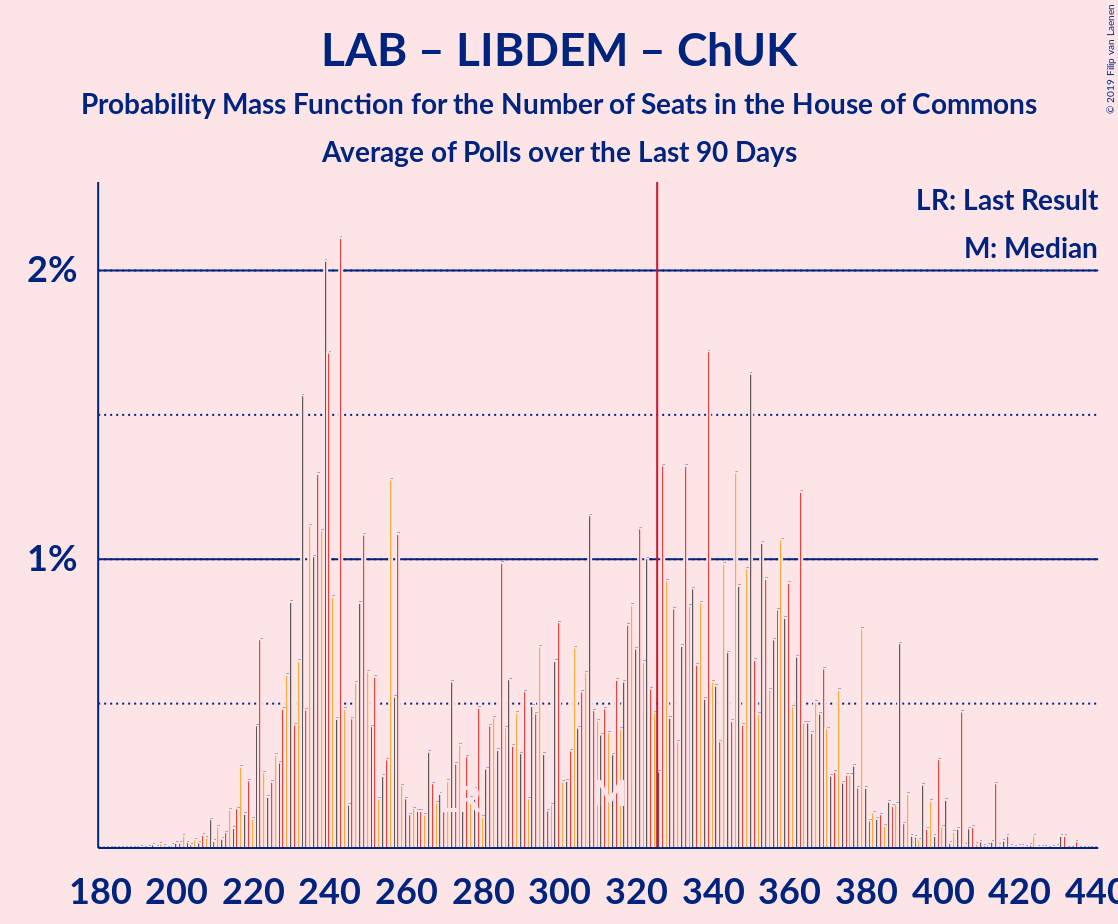 LAB – LIBDEM – ChUK
Probability Mass Function for the Number of Seats in the House of Commons
Average of Polls over the Last 90 Days
© 2019 Filip van Laenen
LR: Last Result
M: Median
2%
1%
LR
M
180 200 220 240 260 280 300 320 340 360 380 400 420 440